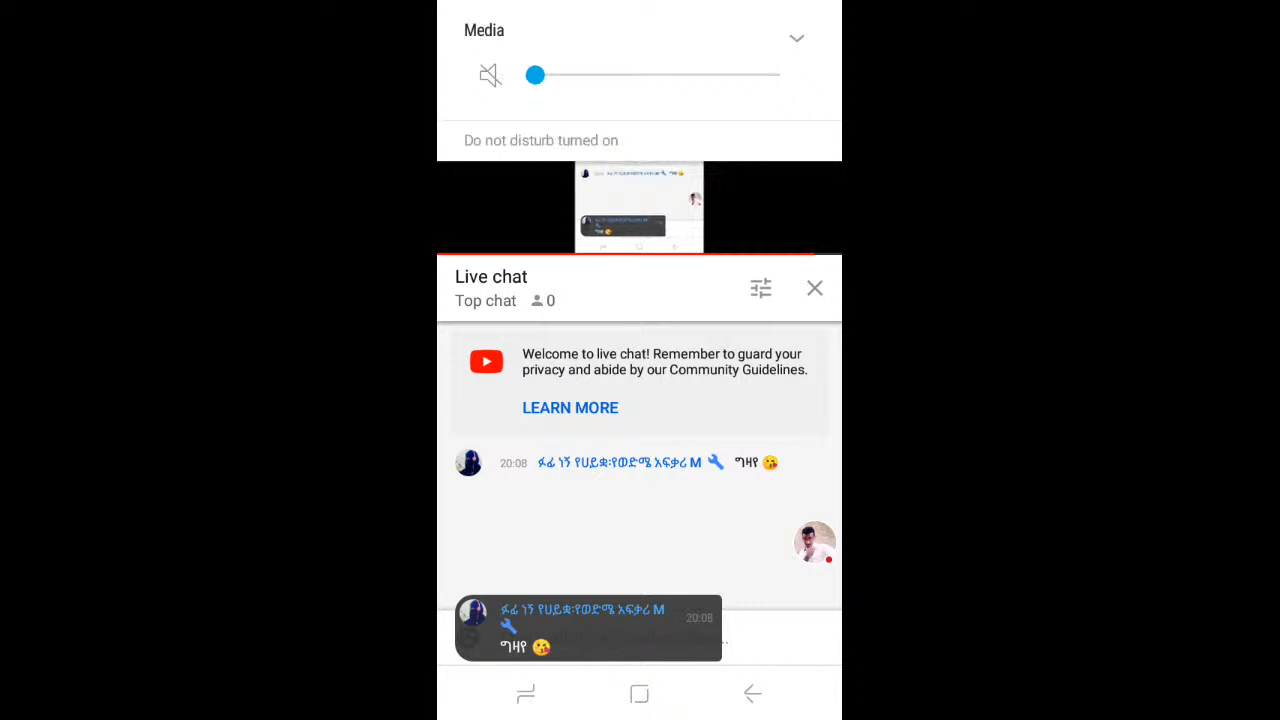 Media
Do not disturb turned on
Live chat
Top chat 0
Welcome to live chat! Remember to guard your
privacy and abide by our Community Guidelines.
LEARN MORE
20:08 ፉፊ ነኝ የሀይቋ፡የወድሜ አፍቃሪ M 🔧 ግዛየ 😘
ፉፊ ነኝ የሀይቋ፡የወድሜ አፍቃሪ M 20:08
🔧
ግዛየ 😘